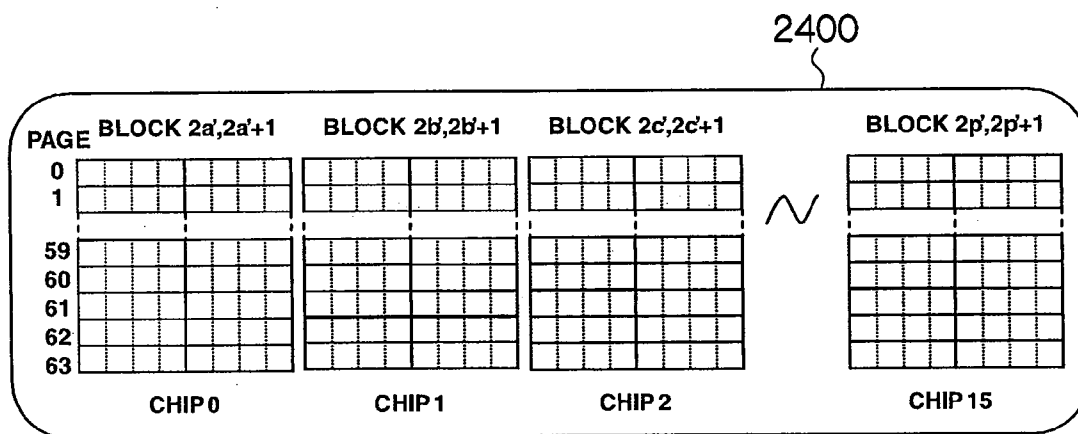 2400
BLOCK 2a',2a'+1
BLOCK 2b',2b'+1
BLOCK 2c',2c'+1
BLOCK 2p',2p'+1
PAGE
0
1
59
60
61
62
63
CHIP 0
CHIP 1
CHIP 2
CHIP 15